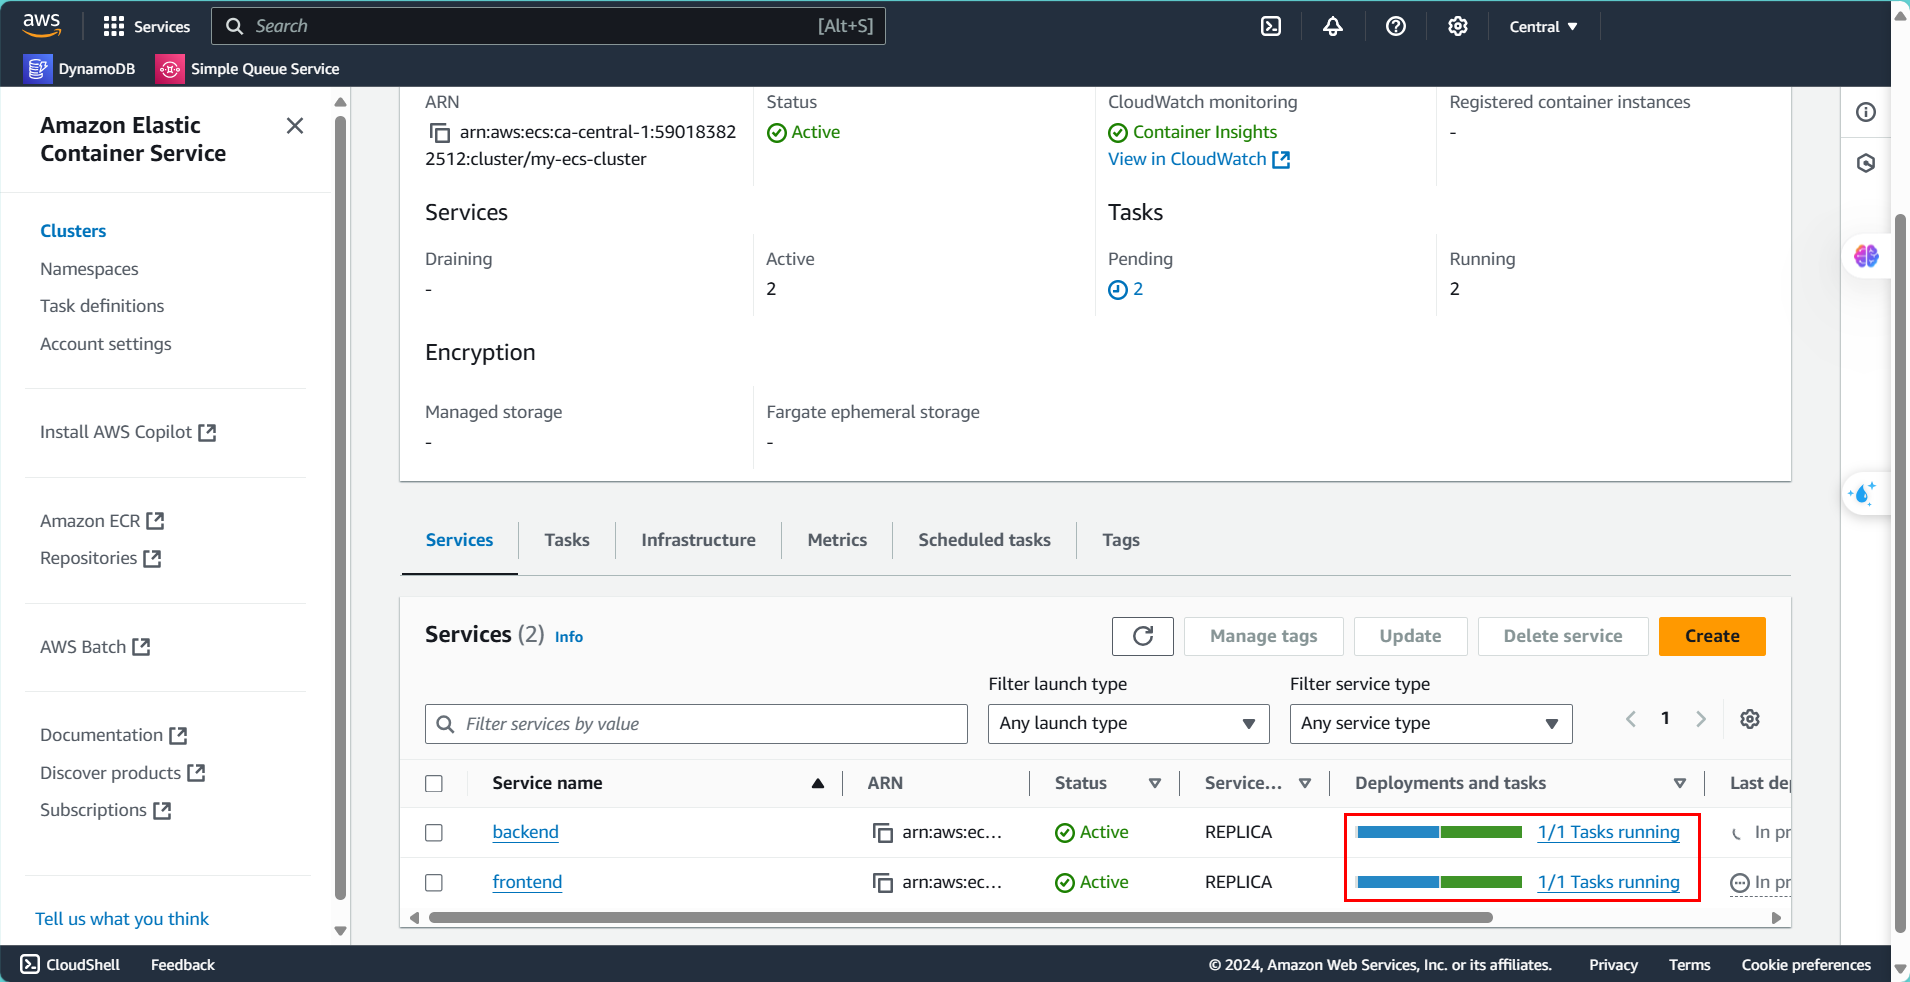 aws
Services
Search
[Alt+S]
Central
DynamoDB
Simple Queue Service
Amazon Elastic
Container Service
Clusters
Namespaces
Task definitions
Account settings
Install AWS Copilot
Amazon ECR
Repositories
AWS Batch
Documentation
Discover products
Subscriptions
Tell us what you think
ARN
arn:aws:ecs:ca-central-1:59018382
2512:cluster/my-ecs-cluster
Status
Active
CloudWatch monitoring
Container Insights
View in CloudWatch
Registered container instances
-
Services
Tasks
Draining
-
Active
2
Pending
2
Running
2
Encryption
Managed storage
-
Fargate ephemeral storage
-
Services
Tasks
Infrastructure
Metrics
Scheduled tasks
Tags
Services (2) Info
Manage tags
Update
Delete service
Create
Filter services by value
Filter launch type
Any launch type
Filter service type
Any service type
1
Service name
ARN
Status
Service...
Deployments and tasks
Last de
backend
arn:aws:ec...
Active
REPLICA
1/1 Tasks running
In pr
frontend
arn:aws:ec...
Active
REPLICA
1/1 Tasks running
In pr
CloudShell
Feedback
© 2024, Amazon Web Services, Inc. or its affiliates.
Privacy
Terms
Cookie preferences